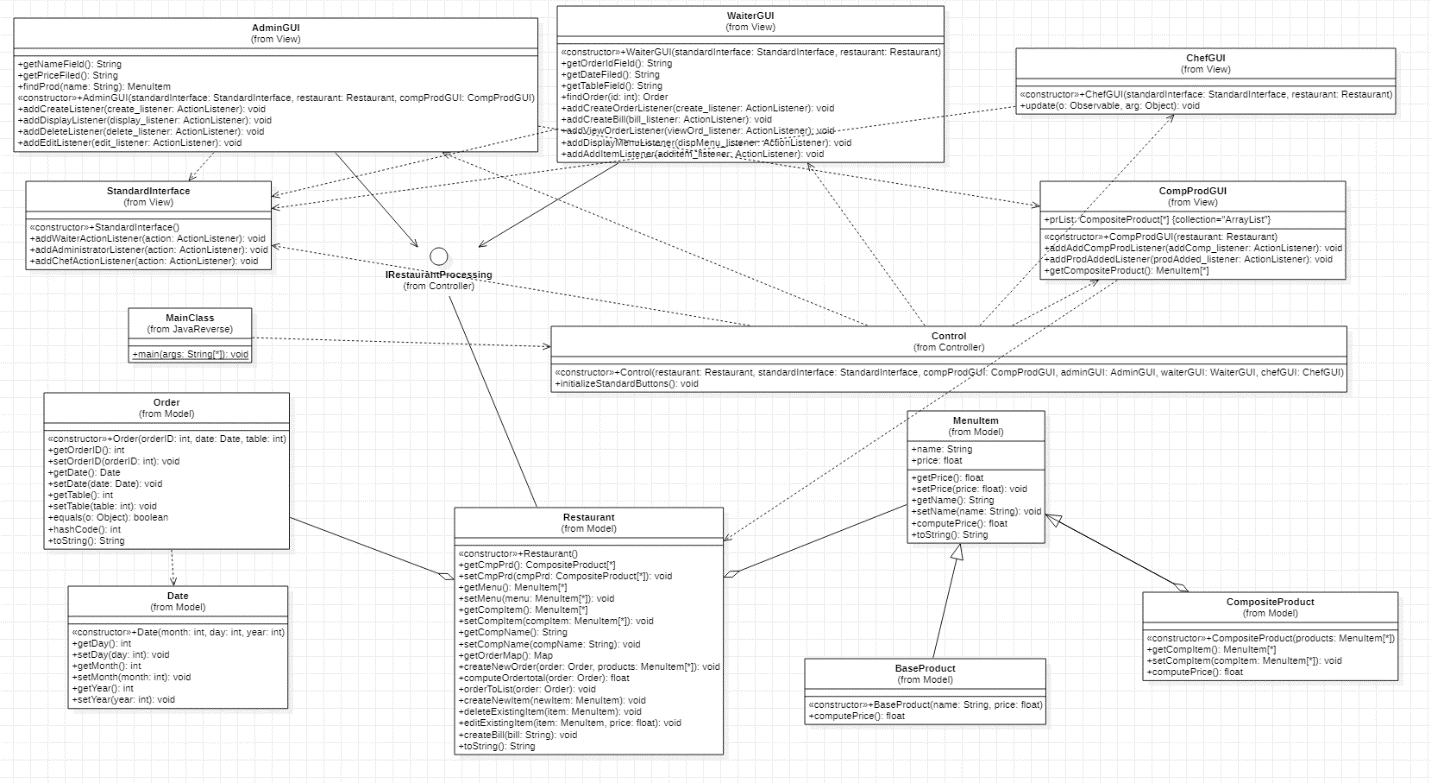 AdminGUI
(from View)
+getNameField(): String
+getPriceFiled(): String
+findProd(name: String): MenuItem
«constructor»+AdminGUI(standardInterface: StandardInterface, restaurant: Restaurant, compProdGUI: CompProdGUI)
+addCreateListener(create_listener: ActionListener): void
+addDisplayListener(display_listener: ActionListener): void
+addDeleteListener(delete_listener: ActionListener): void
+addEditListener(edit_listener: ActionListener): void
WaiterGUI
(from View)
«constructor»+WaiterGUI(standardInterface: StandardInterface, restaurant: Restaurant)
+getOrderIdField(): String
+getDateFiled(): String
+getTableField(): String
+findOrder(id: int): Order
+addCreateOrderListener(create_listener: ActionListener): void
+addCreateBill(bill_listener: ActionListener): void
+addViewOrderListener(viewOrd_listener: ActionListener): void
+addDisplayMenuListener(dispMenu_listener: ActionListener): void
+addAddItemListener(addItem_listener: ActionListener): void
ChefGUI
(from View)
«constructor»+ChefGUI(standardInterface: StandardInterface, restaurant: Restaurant)
+update(o: Observable, arg: Object): void
StandardInterface
(from View)
«constructor»+StandardInterface()
+addWaiterActionListener(action: ActionListener): void
+addAdministratorListener(action: ActionListener): void
+addChefActionListener(action: ActionListener): void
IRestaurantProcessing
(from Controller)
CompProdGUI
(from View)
+prList: CompositeProduct[*] {collection="ArrayList"}
«constructor»+CompProdGUI(restaurant: Restaurant)
+addAddCompProdListener(addComp_listener: ActionListener): void
+addProdAddedListener(prodAdded_listener: ActionListener): void
+getCompositeProduct(): MenuItem[*]
MainClass
(from JavaReverse)
+main(args: String[*]): void
Control
(from Controller)
«constructor»+Control(restaurant: Restaurant, standardInterface: StandardInterface, compProdGUI: CompProdGUI, adminGUI: AdminGUI, waiterGUI: WaiterGUI, chefGUI: ChefGUI)
+initializeStandardButtons(): void
Order
(from Model)
«constructor»+Order(orderID: int, date: Date, table: int)
+getOrderID(): int
+setOrderID(orderID: int): void
+getDate(): Date
+setDate(date: Date): void
+getTable(): int
+setTable(table: int): void
+equals(o: Object): boolean
+hashCode(): int
+toString(): String
MenuItem
(from Model)
+name: String
+price: float
+getPrice(): float
+setPrice(price: float): void
+getName(): String
+setName(name: String): void
+computePrice(): float
+toString(): String
Restaurant
(from Model)
«constructor»+Restaurant()
+getCmpPrd(): CompositeProduct[*]
+setCmpPrd(cmpPrd: CompositeProduct[*]): void
+getMenu(): MenuItem[*]
+setMenu(menu: MenuItem[*]): void
+getCompItem(): MenuItem[*]
+setCompItem(compItem: MenuItem[*]): void
+getCompName(): String
+setCompName(compName: String): void
+getOrderMap(): Map
+createNewOrder(order: Order, products: MenuItem[*]): void
+computeOrdertotal(order: Order): float
+orderToList(order: Order): void
+createNewItem(newItem: MenuItem): void
+deleteExistingItem(item: MenuItem): void
+editExistingItem(item: MenuItem, price: float): void
+createBill(bill: String): void
+toString(): String
Date
(from Model)
«constructor»+Date(month: int, day: int, year: int)
+getDay(): int
+setDay(day: int): void
+getMonth(): int
+setMonth(month: int): void
+getYear(): int
+setYear(year: int): void
BaseProduct
(from Model)
«constructor»+BaseProduct(name: String, price: float)
+computePrice(): float
CompositeProduct
(from Model)
«constructor»+CompositeProduct(products: MenuItem[*])
+getCompItem(): MenuItem[*]
+setCompItem(compItem: MenuItem[*]): void
+computePrice(): float